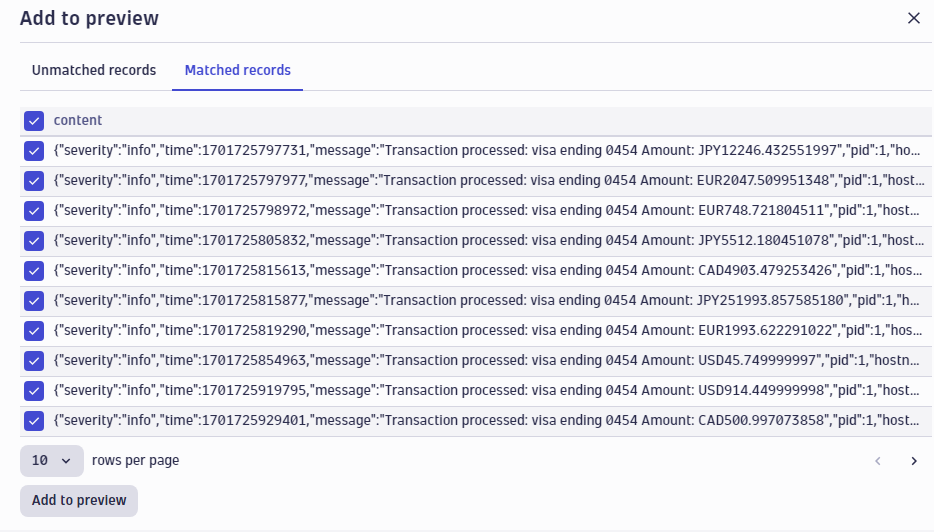 Add to preview
Unmatched records Matched records
content
{"severity":"info","time":1701725797731,"message":"Transaction processed: visa ending 0454 Amount: JPY12246.432551997","pid":1,"ho...
{"severity":"info","time":1701725797977,"message":"Transaction processed: visa ending 0454 Amount: EUR2047.509951348","pid":1,"host...
{"severity":"info","time":1701725798972,"message":"Transaction processed: visa ending 0454 Amount: EUR748.721804511","pid":1,"host...
{"severity":"info","time":1701725805832,"message":"Transaction processed: visa ending 0454 Amount: JPY5512.180451078","pid":1,"host...
{"severity":"info","time":1701725815613,"message":"Transaction processed: visa ending 0454 Amount: CAD4903.479253426","pid":1,"hos...
{"severity":"info","time":1701725815877,"message":"Transaction processed: visa ending 0454 Amount: JPY251993.857585180","pid":1,"h...
{"severity":"info","time":1701725819290,"message":"Transaction processed: visa ending 0454 Amount: EUR1993.622291022","pid":1,"hos...
{"severity":"info","time":1701725854963,"message":"Transaction processed: visa ending 0454 Amount: USD45.749999997","pid":1,"hostn...
{"severity":"info","time":1701725919795,"message":"Transaction processed: visa ending 0454 Amount: USD914.449999998","pid":1,"host...
{"severity":"info","time":1701725929401,"message":"Transaction processed: visa ending 0454 Amount: CAD500.997073858","pid":1,"host...
10 rows per page
Add to preview